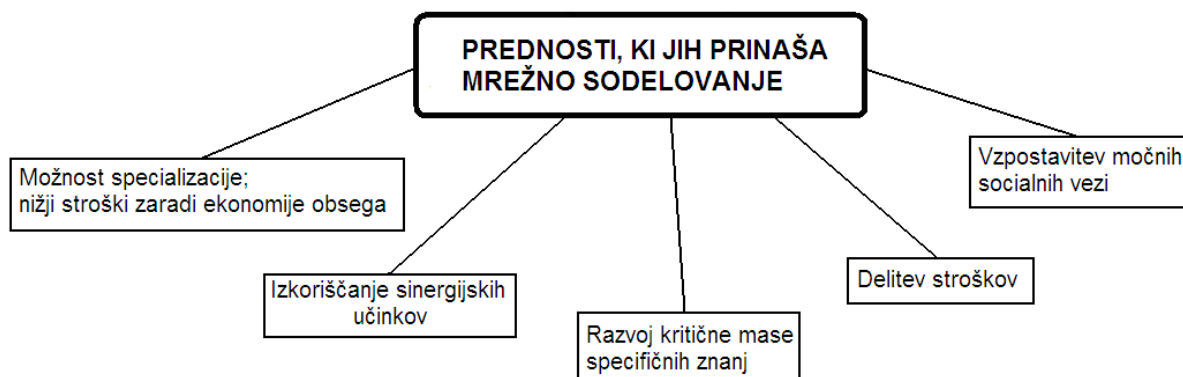 PREDNOSTI, KI JIH PRINAŠA
MREŽNO SODELOVANJE
Možnost specializacije;
nižji stroški zaradi ekonomije obsega
Izkoriščanje sinergijskih
učinkov
Razvoj kritične mase
specifičnih znanj
Delitev stroškov
Vzpostavitev močnih
socialnih vezi